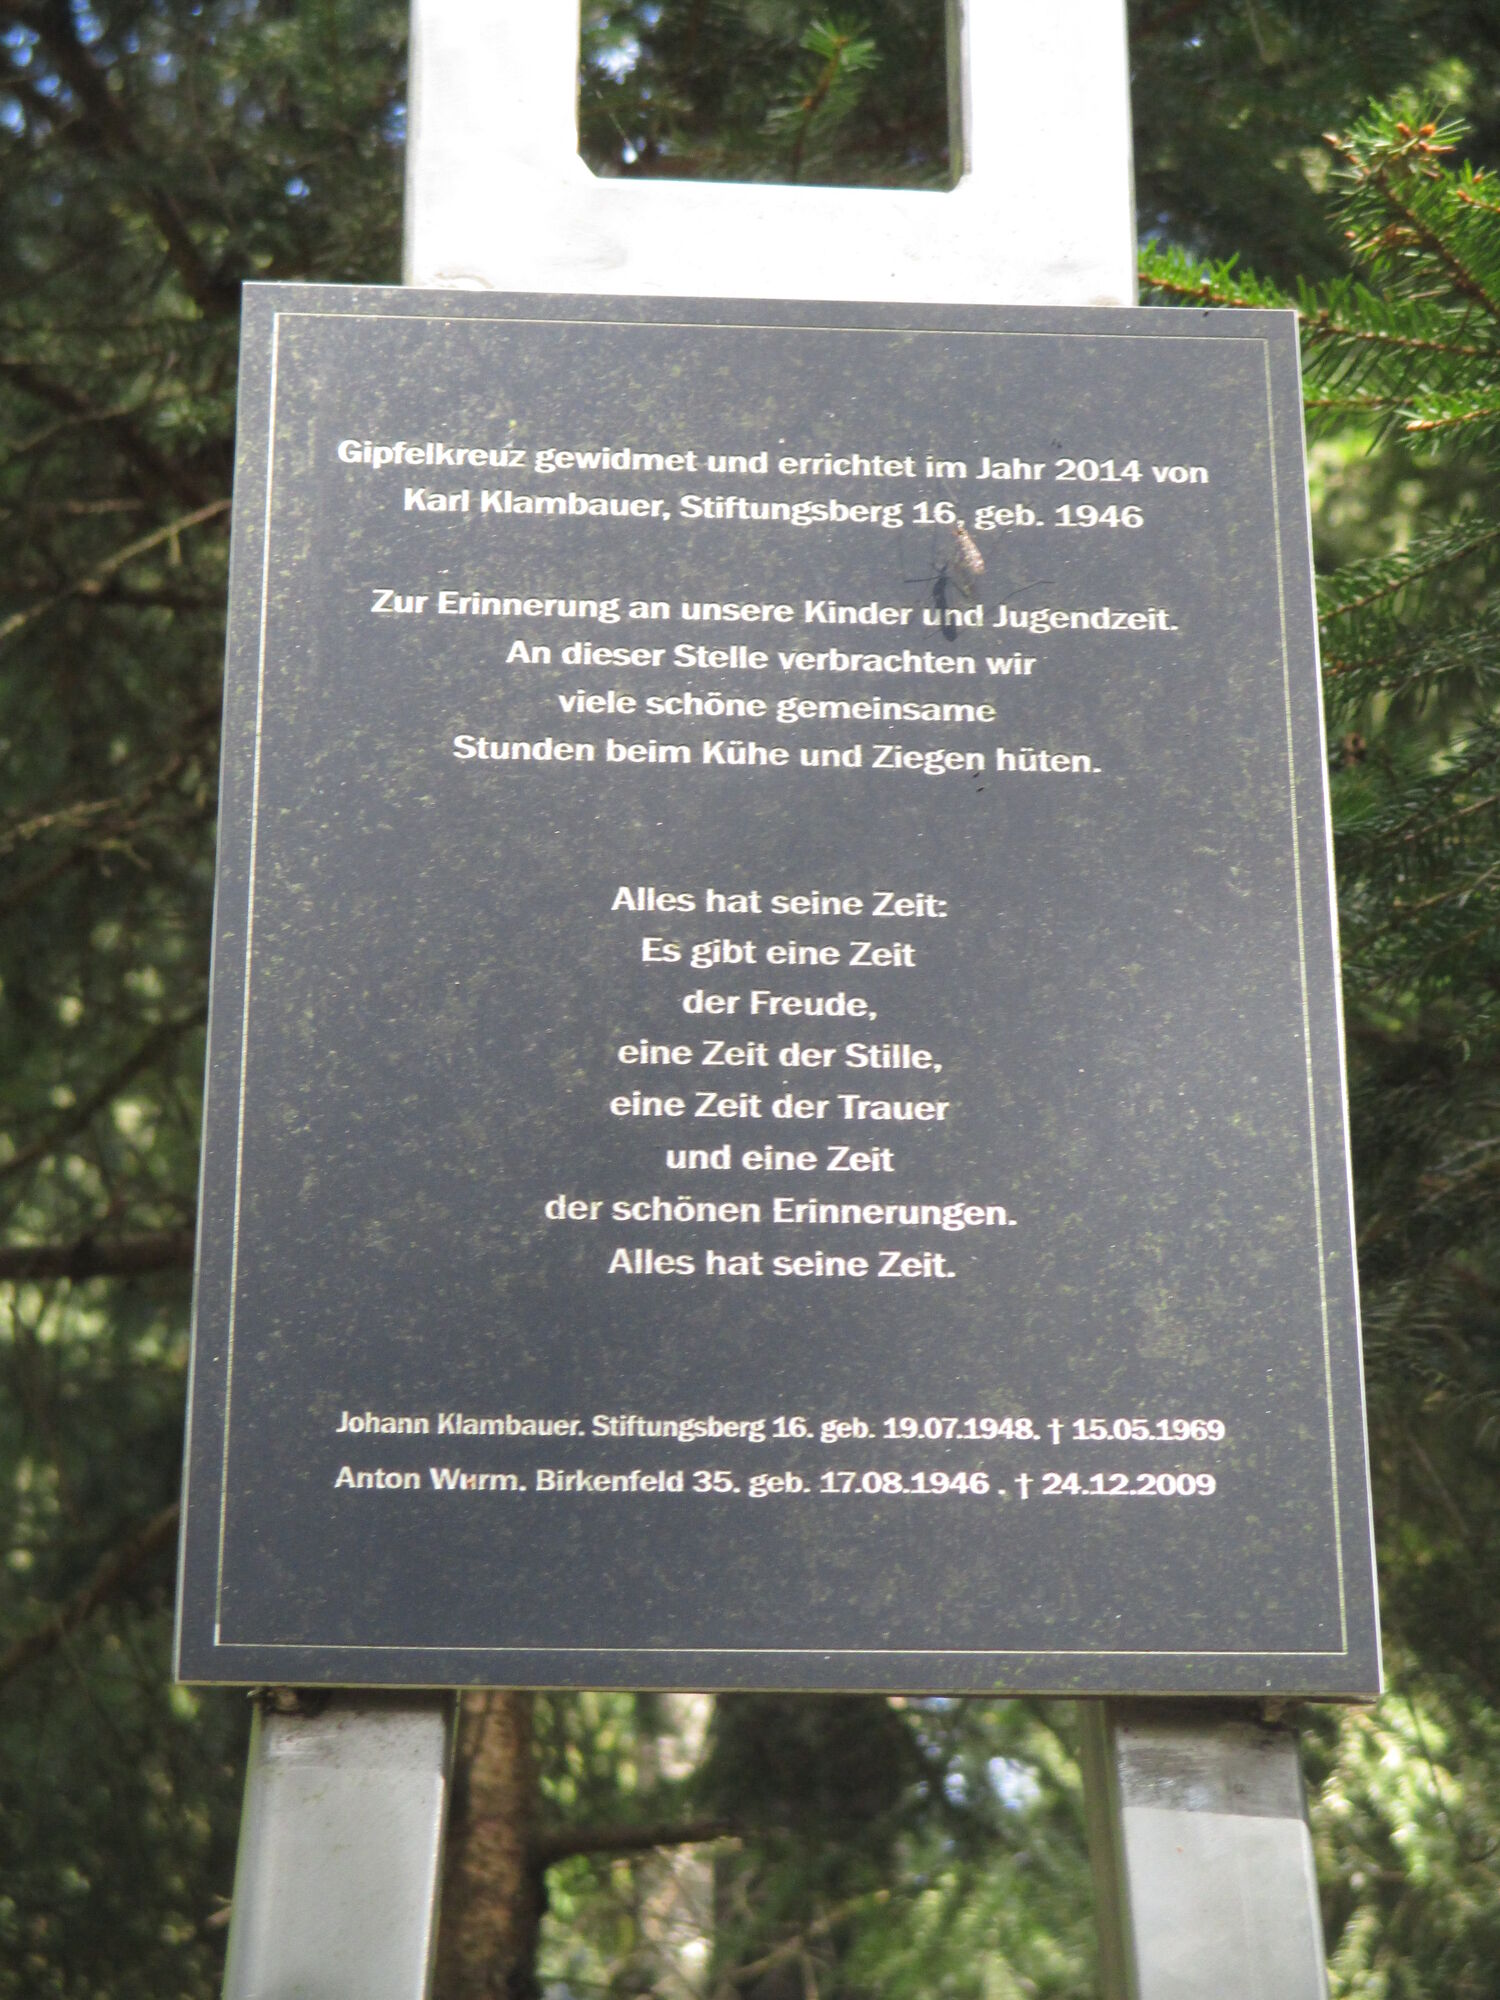 Gipfelkreuz gewidmet und errichtet im Jahr 2014 von
Karl Klambauer, Stiftungsberg 16, geb. 1946
Zur Erinnerung an unsere Kinder und Jugendzeit.
An dieser Stelle verbrachten wir
viele schöne gemeinsame
Stunden beim Kühe und Ziegen hüten.
Alles hat seine Zeit:
Es gibt eine Zeit
der Freude,
eine Zeit der Stille,
eine Zeit der Trauer
und eine Zeit
der schönen Erinnerungen.
Alles hat seine Zeit.
Johann Klambauer. Stiftungsberg 16. geb. 19.07.1948. † 15.05.1969
Anton Wurm. Birkenfeld 35. geb. 17.08.1946 . † 24.12.2009